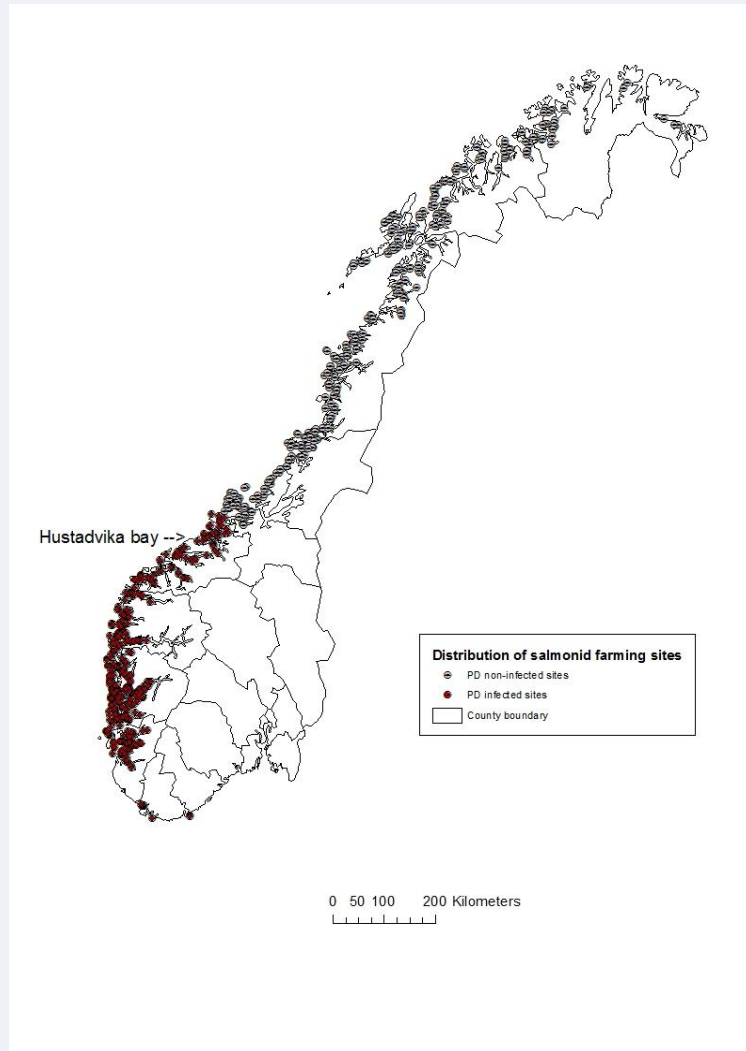 Hustadvika bay -->
Distribution of salmonid farming sites
PD non-infected sites
PD infected sites
County boundary
0 50 100 200 Kilometers